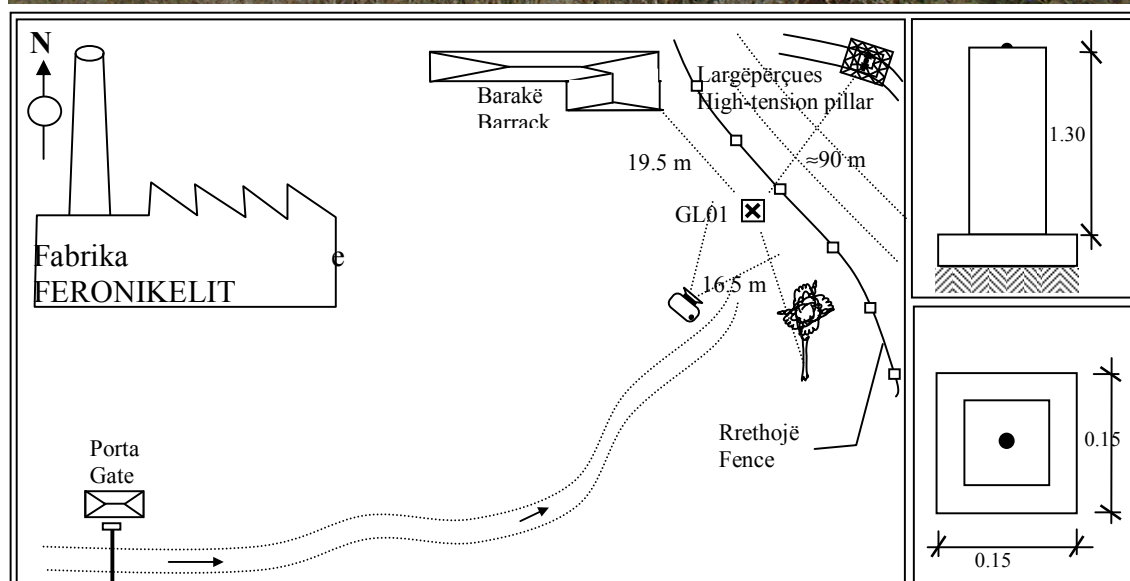 N
Largëpërçues
High-tension pillar
Barakë
Barrack
1.30
19.5 m
≈90 m
GL01
Fabrika e
FERONIKELIT
16.5 m
Rrethojë
Fence
0.15
Porta
Gate
0.15